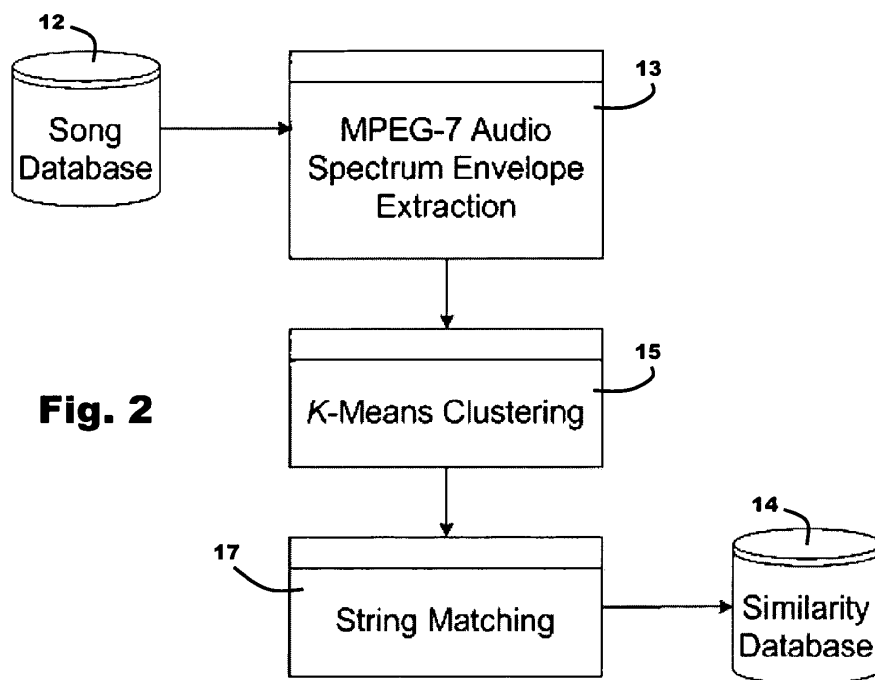 12
Song
Database
13
MPEG-7 Audio
Spectrum Envelope
Extraction
15
K-Means Clustering
Fig. 2
14
17
String Matching
Similarity
Database